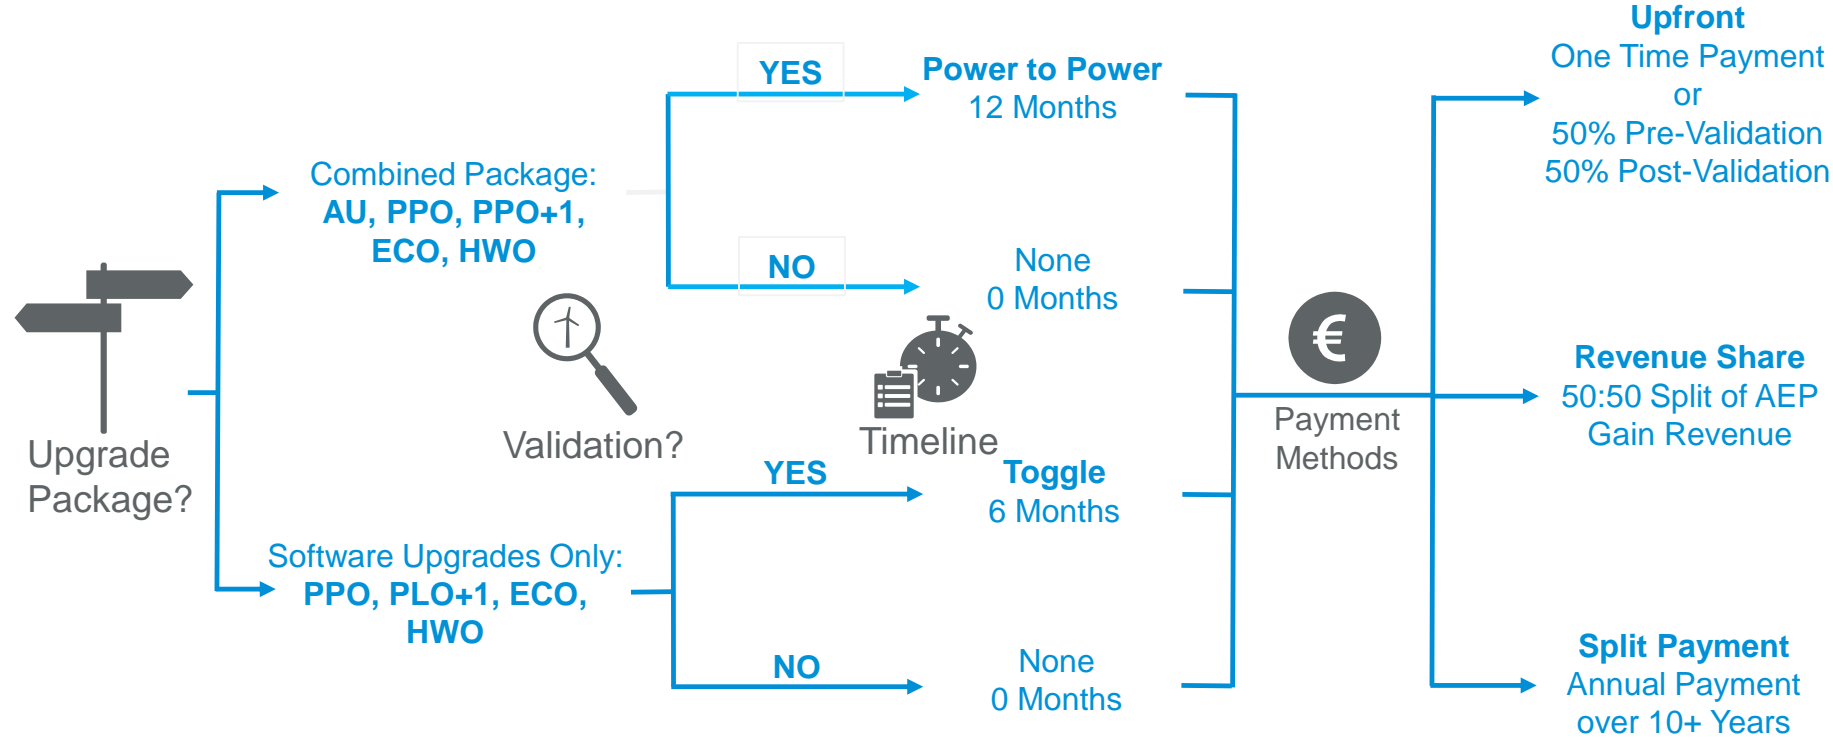 Upgrade
Package?
Combined Package:
AU, PPO, PPO+1,
ECO, HWO
Software Upgrades Only:
PPO, PLO+1, ECO,
HWO
Validation?
YES
NO
YES
NO
Timeline
Power to Power
12 Months
None
0 Months
Toggle
6 Months
None
0 Months
€
Payment
Methods
Upfront
One Time Payment
or
50% Pre-Validation
50% Post-Validation
Revenue Share
50:50 Split of AEP
Gain Revenue
Split Payment
Annual Payment
over 10+ Years